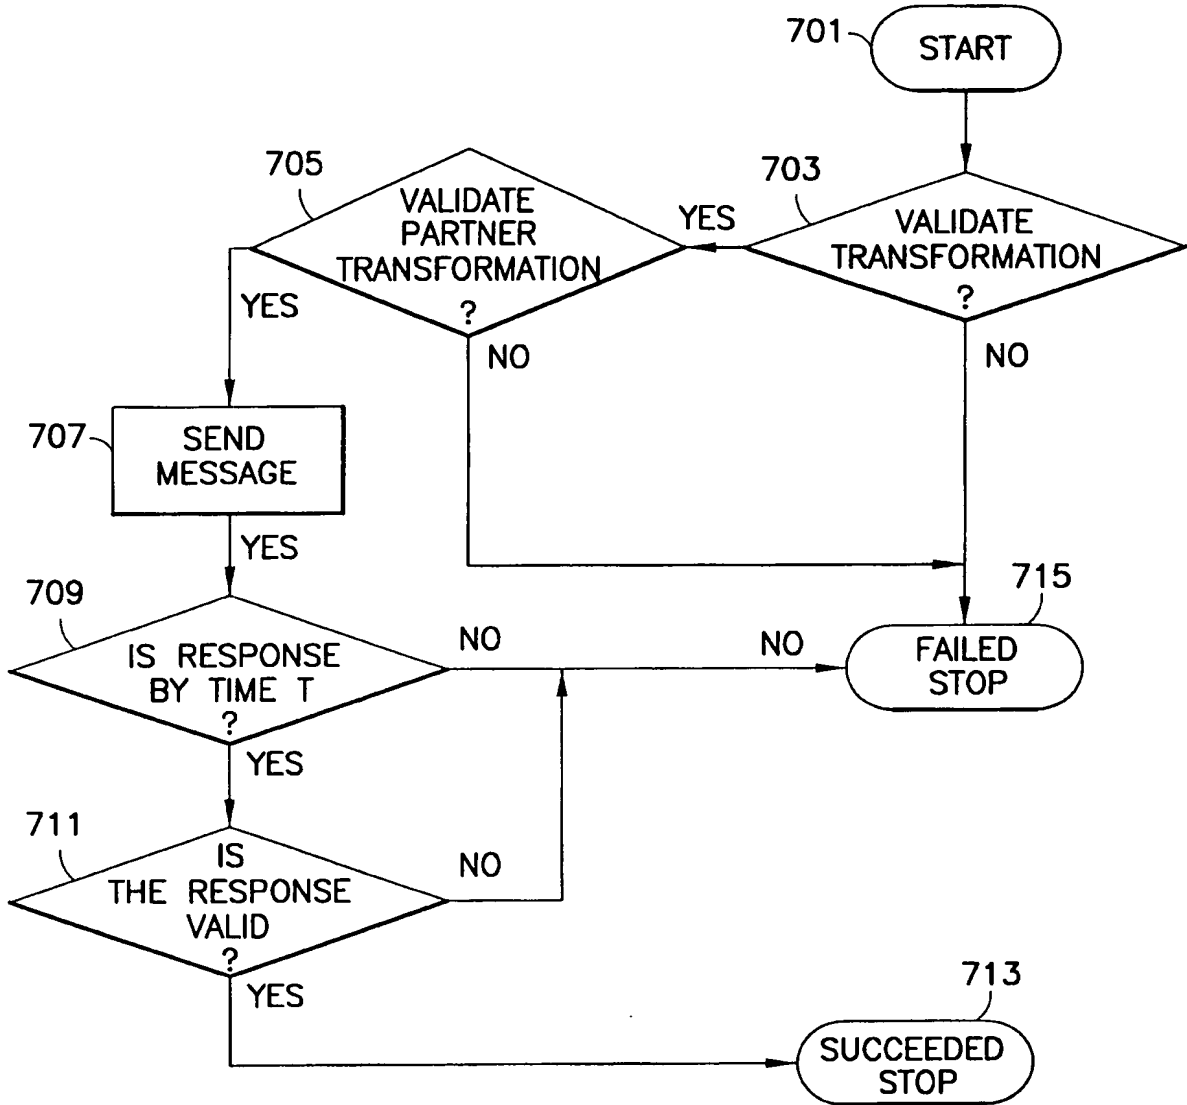 701
START
705
703
VALIDATE
PARTNER
TRANSFORMATION
?
YES
VALIDATE
TRANSFORMATION
?
YES
NO
NO
707
SEND
MESSAGE
YES
709
IS RESPONSE
BY TIME T
?
NO
NO
715
FAILED
STOP
YES
711
IS
THE RESPONSE
VALID
?
NO
YES
713
SUCCEEDED
STOP